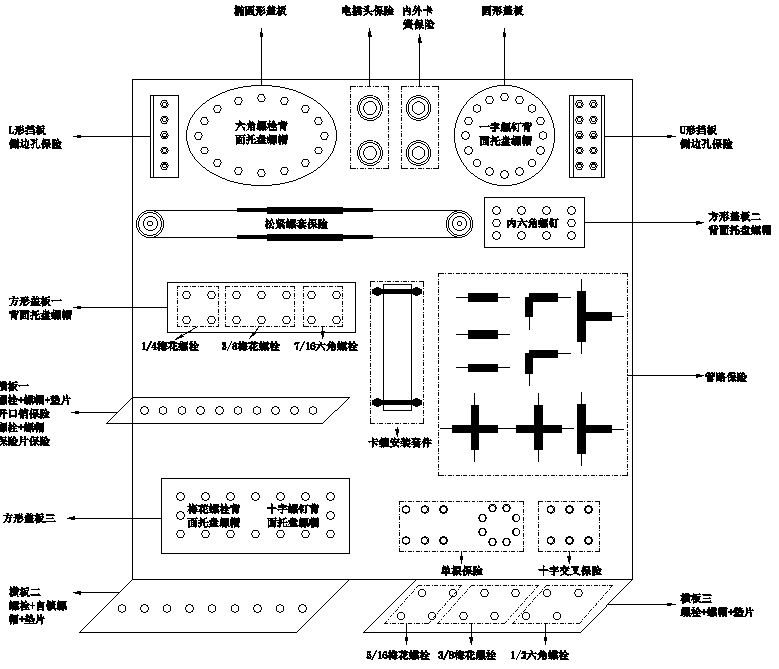 椭圆形盖板
电插头保险
内外卡
簧保险
圆形盖板
L形挡板
侧边孔保险
六角螺栓背
面托盘螺帽
一字螺钉背
面托盘螺帽
U形挡板
侧边孔保险
松紧螺套保险
内六角螺钉
方形盖板二
背面托盘螺帽
方形盖板一
背面托盘螺帽
1/4梅花螺栓
3/8梅花螺栓
7/16六角螺栓
管路保险
横板一
螺栓+螺帽+垫片
开口销保险
螺栓+螺帽
保险片保险
卡箍安装套件
方形盖板三
梅花螺栓背
面托盘螺帽
十字螺钉背
面托盘螺帽
单根保险
十字交叉保险
横板二
螺栓+自锁螺
帽+垫片
横板三
螺栓+螺帽+垫片
5/16梅花螺栓
3/8梅花螺栓
1/2六角螺栓